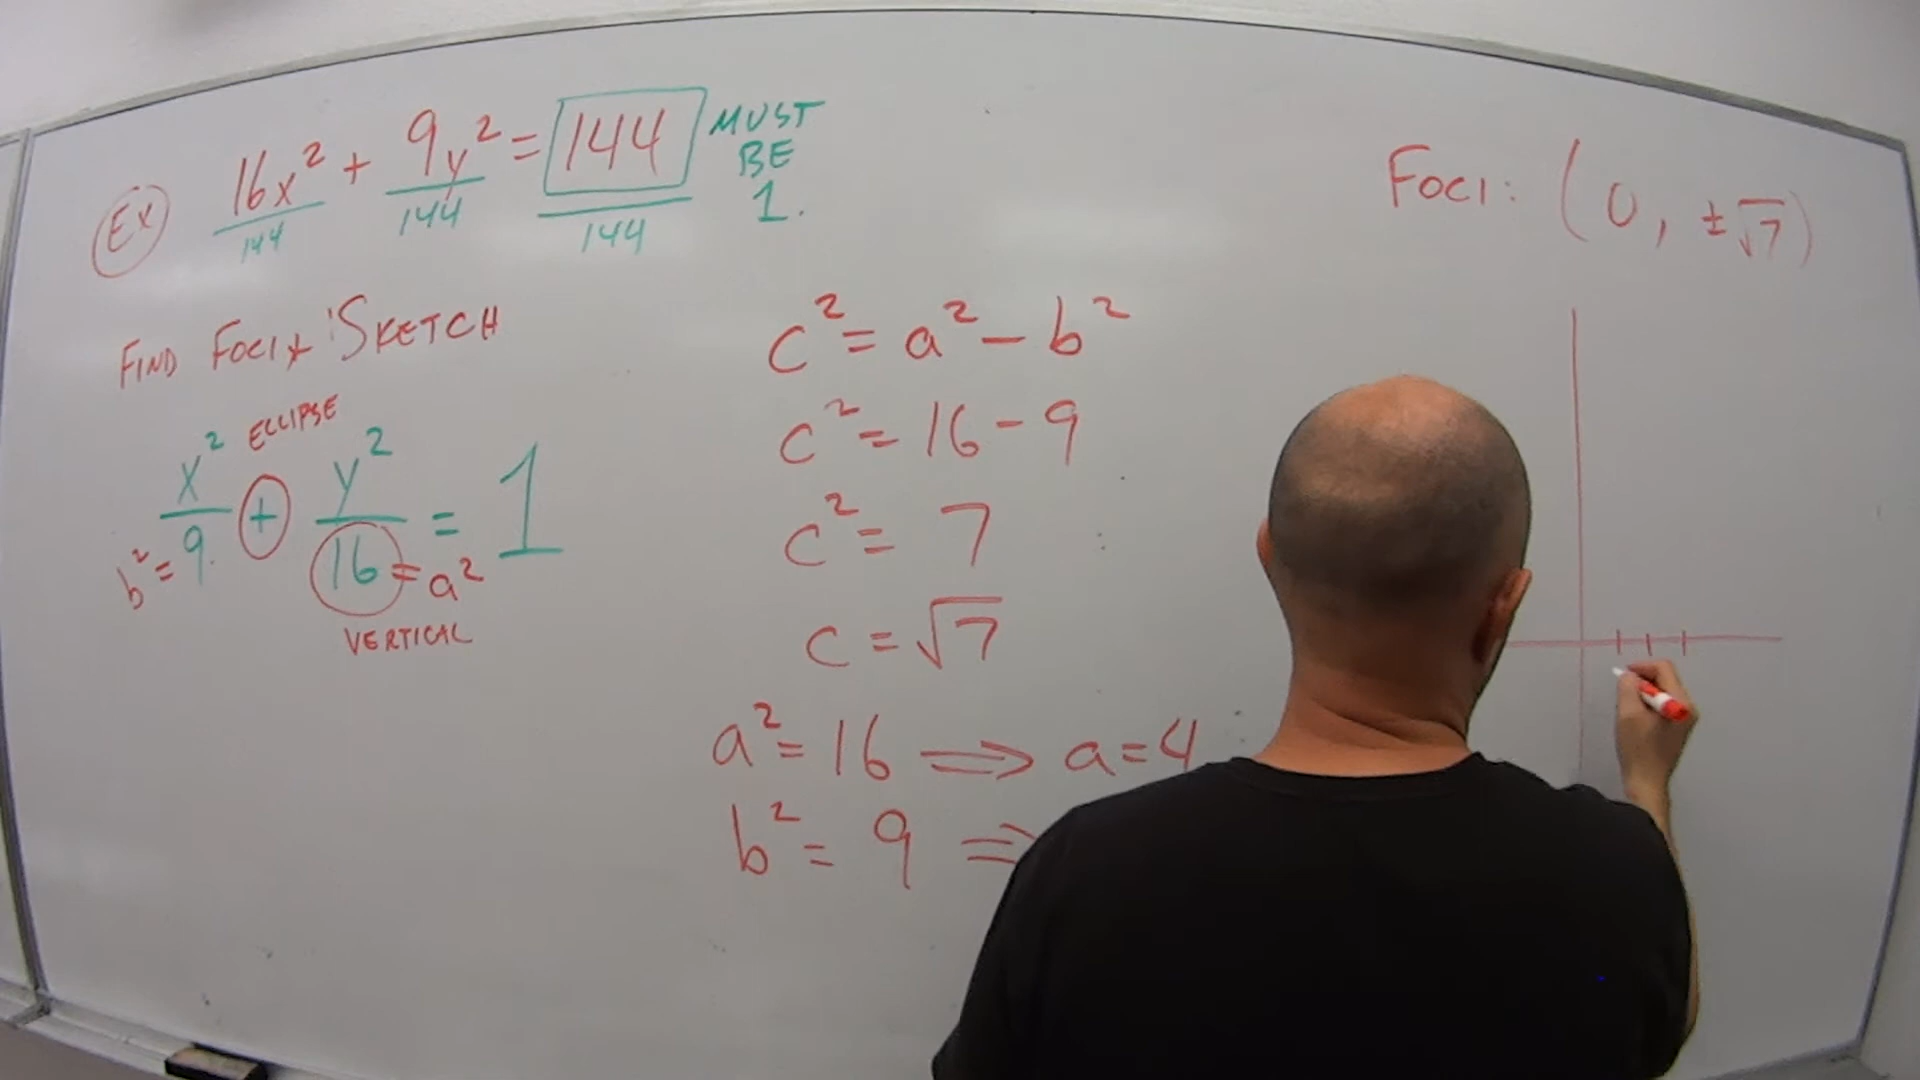 Ex 16x²/144 + 9y²/144 = 144/144 MUST BE 1.
FIND FOCI + SKETCH
ELLIPSE
x²/9 + y²/16 = 1
b² = 9 16 = a²
VERTICAL
c² = a² - b²
c² = 16 - 9
c² = 7
c = √7
a² = 16 ⟹ a = 4
b² = 9 ⟹
FOCI: (0, ±√7)